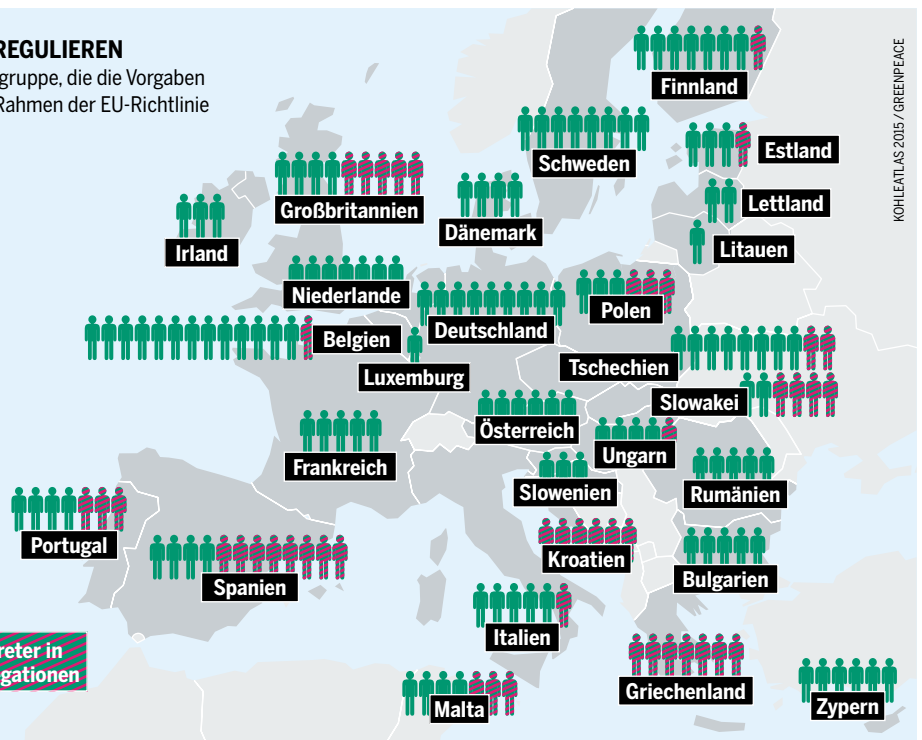 REGULIEREN
gruppe, die die Vorgaben
Rahmen der EU-Richtlinie
KOHLEATLAS 2015 / GREENPEACE
Finnland
Schweden
Estland
Großbritannien
Lettland
Dänemark
Irland
Litauen
Niederlande
Polen
Deutschland
Belgien
Luxemburg
Tschechien
Slowakei
Österreich
Ungarn
Frankreich
Slowenien
Rumänien
Portugal
Kroatien
Bulgarien
Spanien
Italien
reter in
gationen
Griechenland
Malta
Zypern